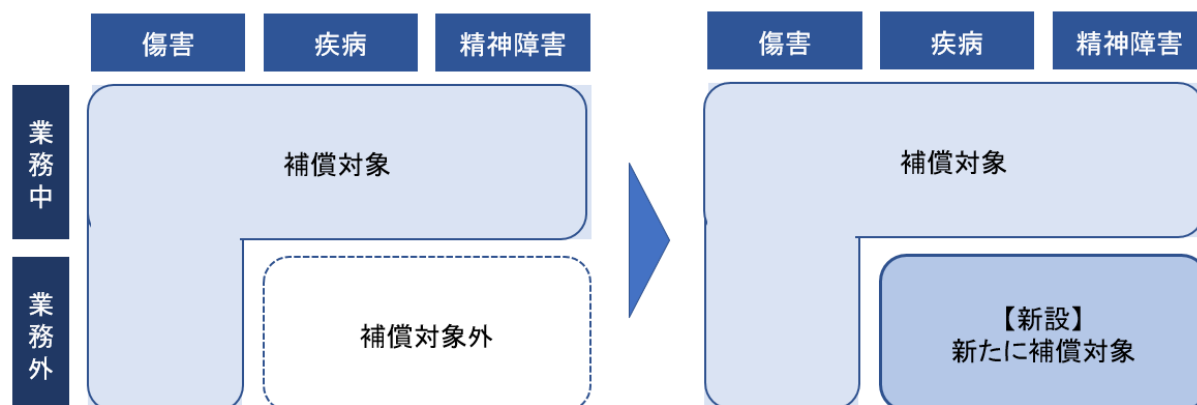 傷害
疾病
精神障害
傷害
疾病
精神障害
業務中
補償対象
補償対象
業務外
補償対象外
【新設】
新たに補償対象